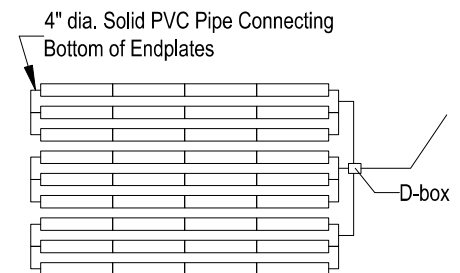 4" dia. Solid PVC Pipe Connecting
Bottom of Endplates
D-box